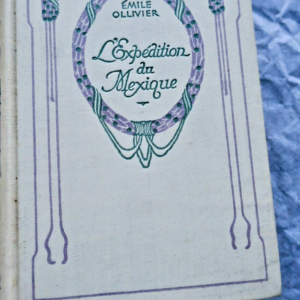 ÉMILE
OLLIVIER
L'Expédition
du
Mexique